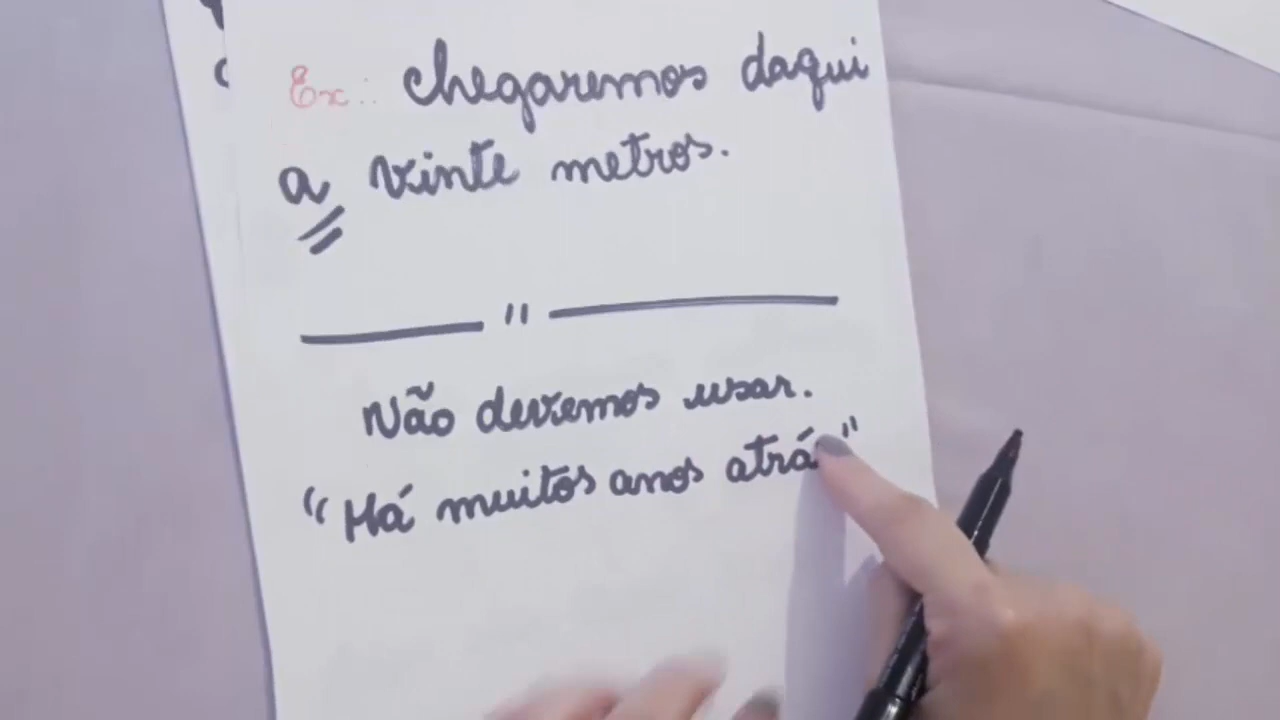 Ex.: chegaremos daqui
a vinte metros.
"
Não devemos usar.
"Há muitos anos atrás"